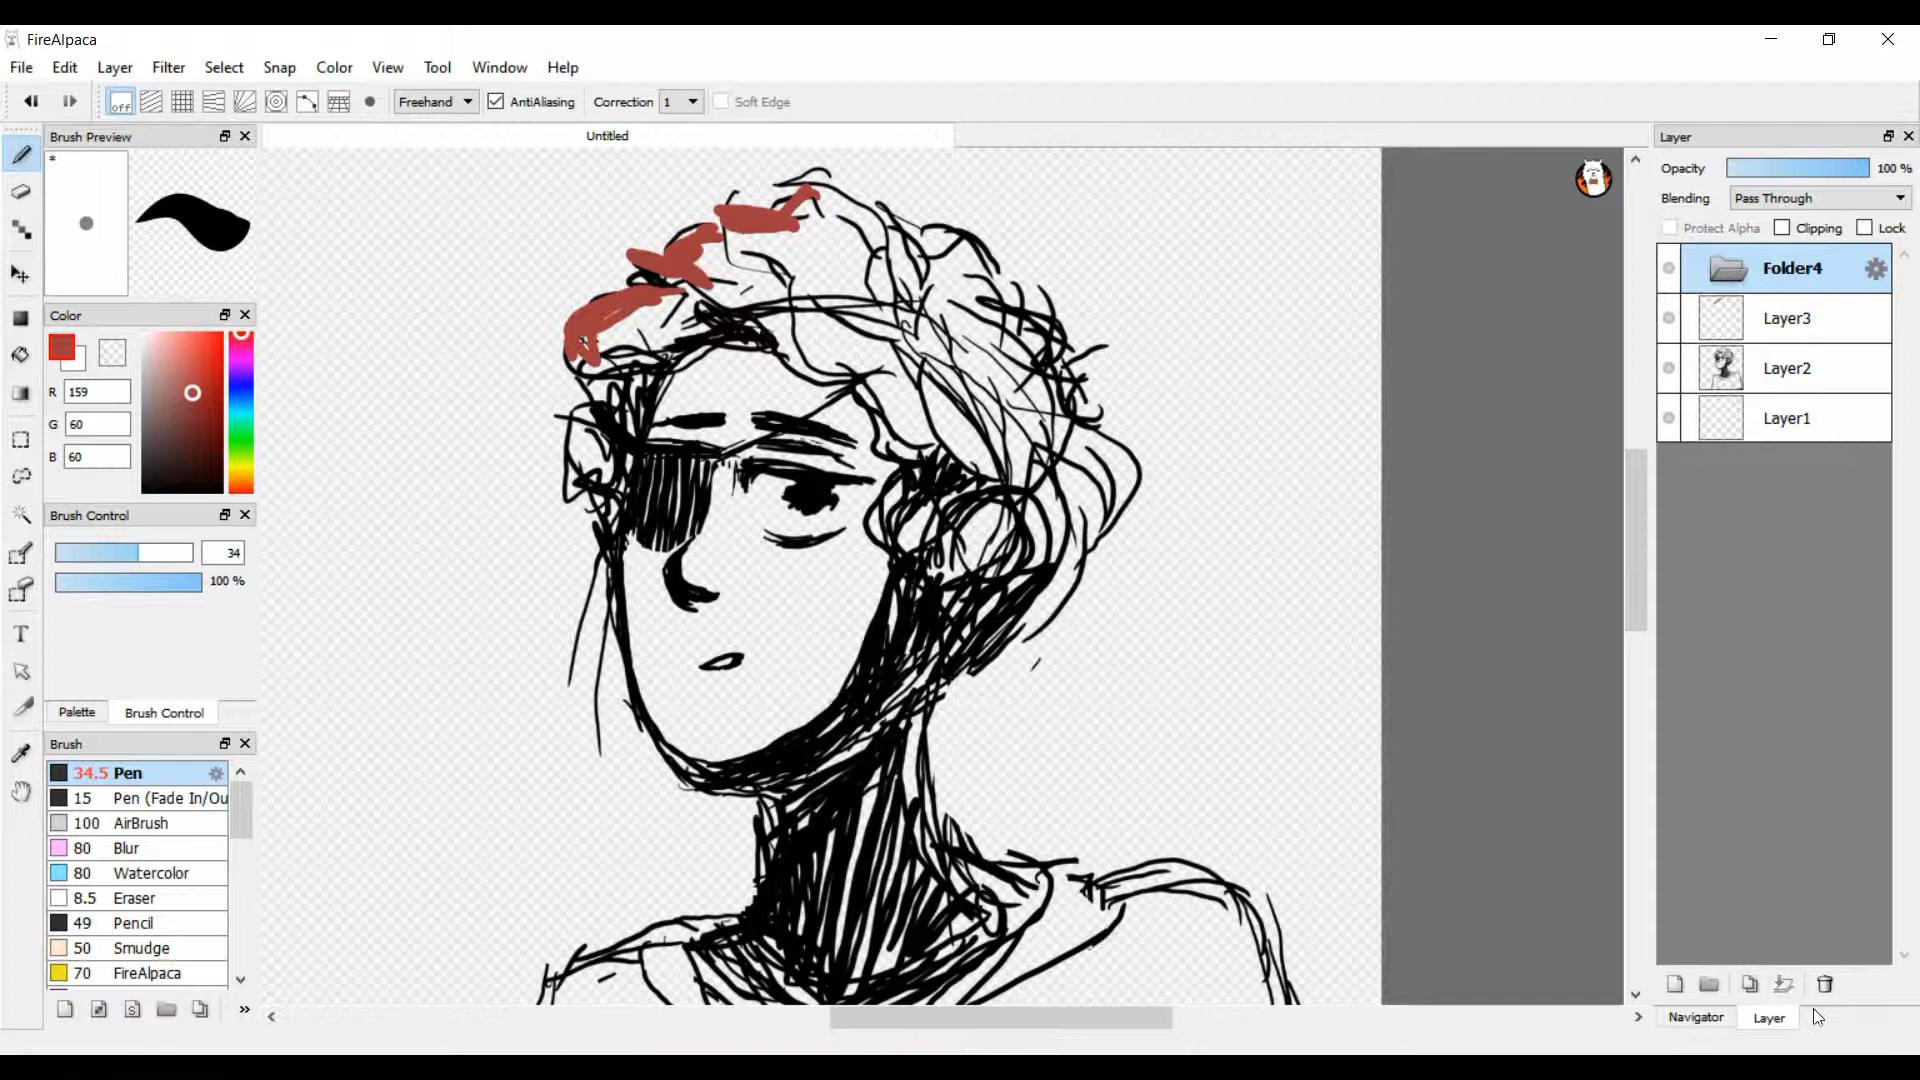 FireAlpaca
File Edit Layer Filter Select Snap Color View Tool Window Help
off Freehand AntiAliasing Correction 1 Soft Edge
Brush Preview
*
Color
R 159
G 60
B 60
Brush Control
34
100 %
Palette Brush Control
Brush
34.5 Pen
15 Pen (Fade In/Ou
100 AirBrush
80 Blur
80 Watercolor
8.5 Eraser
49 Pencil
50 Smudge
70 FireAlpaca
Untitled
Layer
Opacity 100 %
Blending Pass Through
Protect Alpha Clipping Lock
Folder4
Layer3
Layer2
Layer1
Navigator Layer